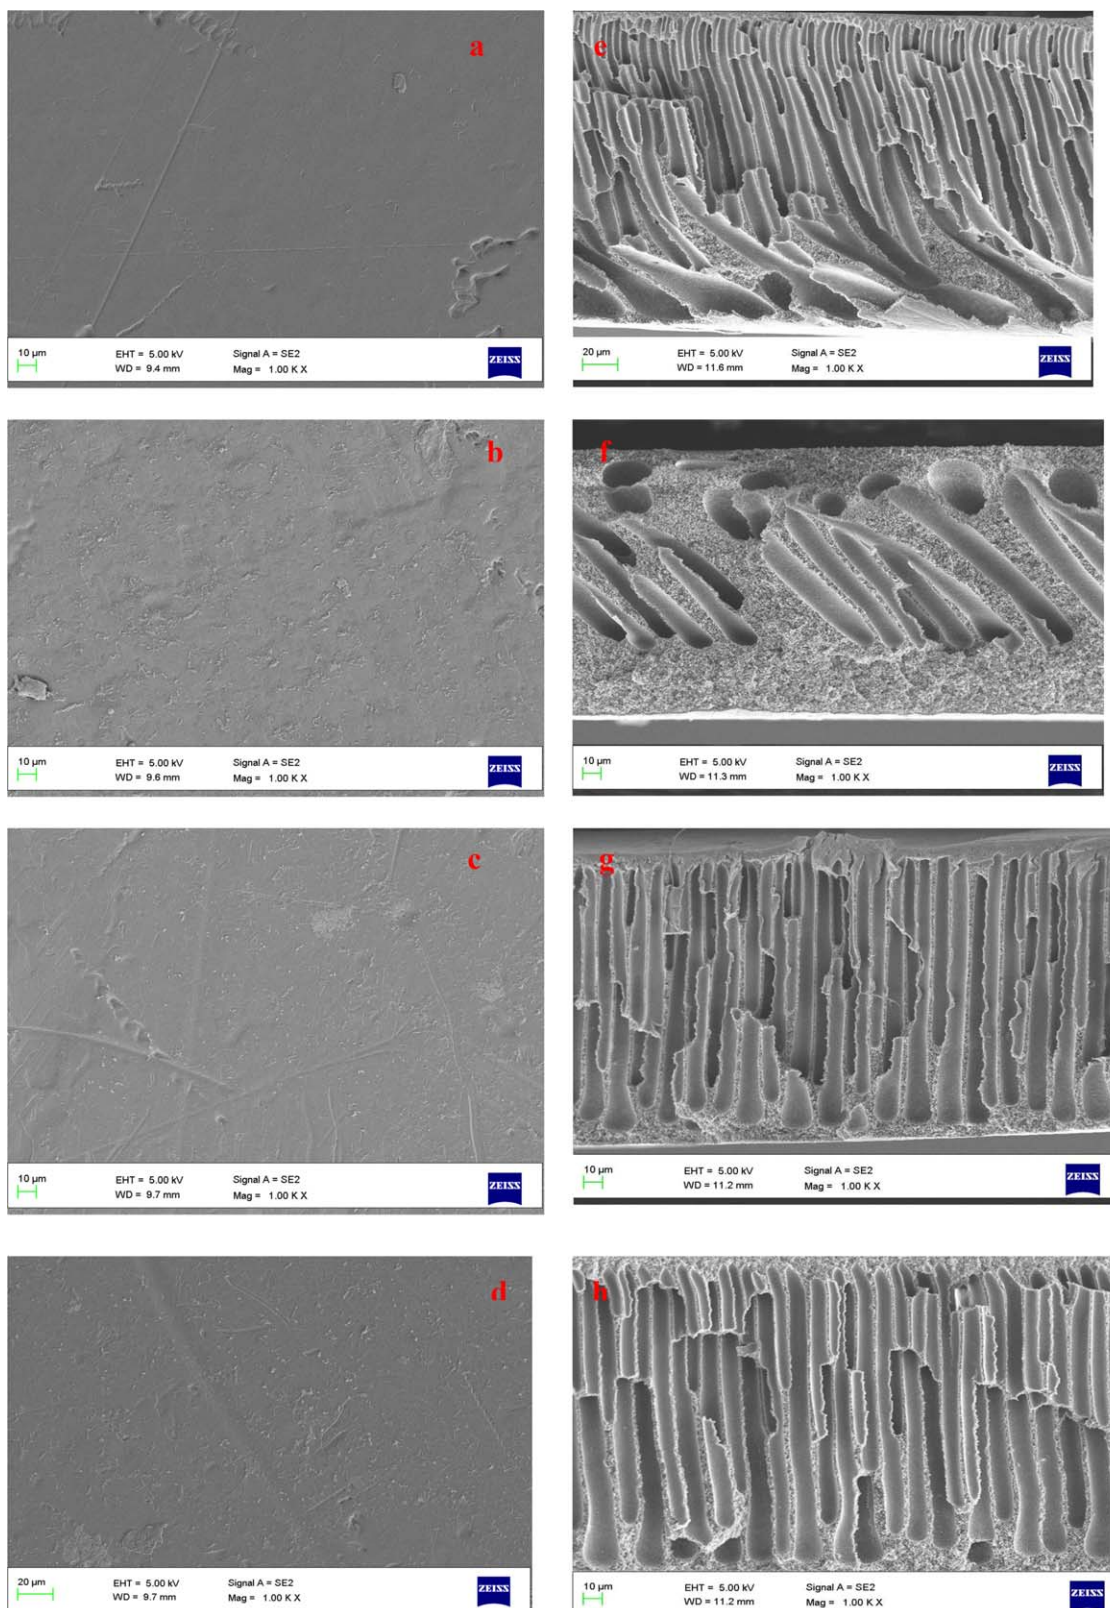 a
10 µm
EHT = 5.00 kV
Signal A = SE2
WD = 9.4 mm
Mag = 1.00 K X
ZEISS
e
20 µm
EHT = 5.00 kV
Signal A = SE2
WD = 11.6 mm
Mag = 1.00 K X
ZEISS
b
10 µm
EHT = 5.00 kV
Signal A = SE2
WD = 9.6 mm
Mag = 1.00 K X
ZEISS
f
10 µm
EHT = 5.00 kV
Signal A = SE2
WD = 11.3 mm
Mag = 1.00 K X
ZEISS
c
10 µm
EHT = 5.00 kV
Signal A = SE2
WD = 9.7 mm
Mag = 1.00 K X
ZEISS
g
10 µm
EHT = 5.00 kV
Signal A = SE2
WD = 11.2 mm
Mag = 1.00 K X
ZEISS
d
20 µm
EHT = 5.00 kV
Signal A = SE2
WD = 9.7 mm
Mag = 1.00 K X
ZEISS
h
10 µm
EHT = 5.00 kV
Signal A = SE2
WD = 11.2 mm
Mag = 1.00 K X
ZEISS